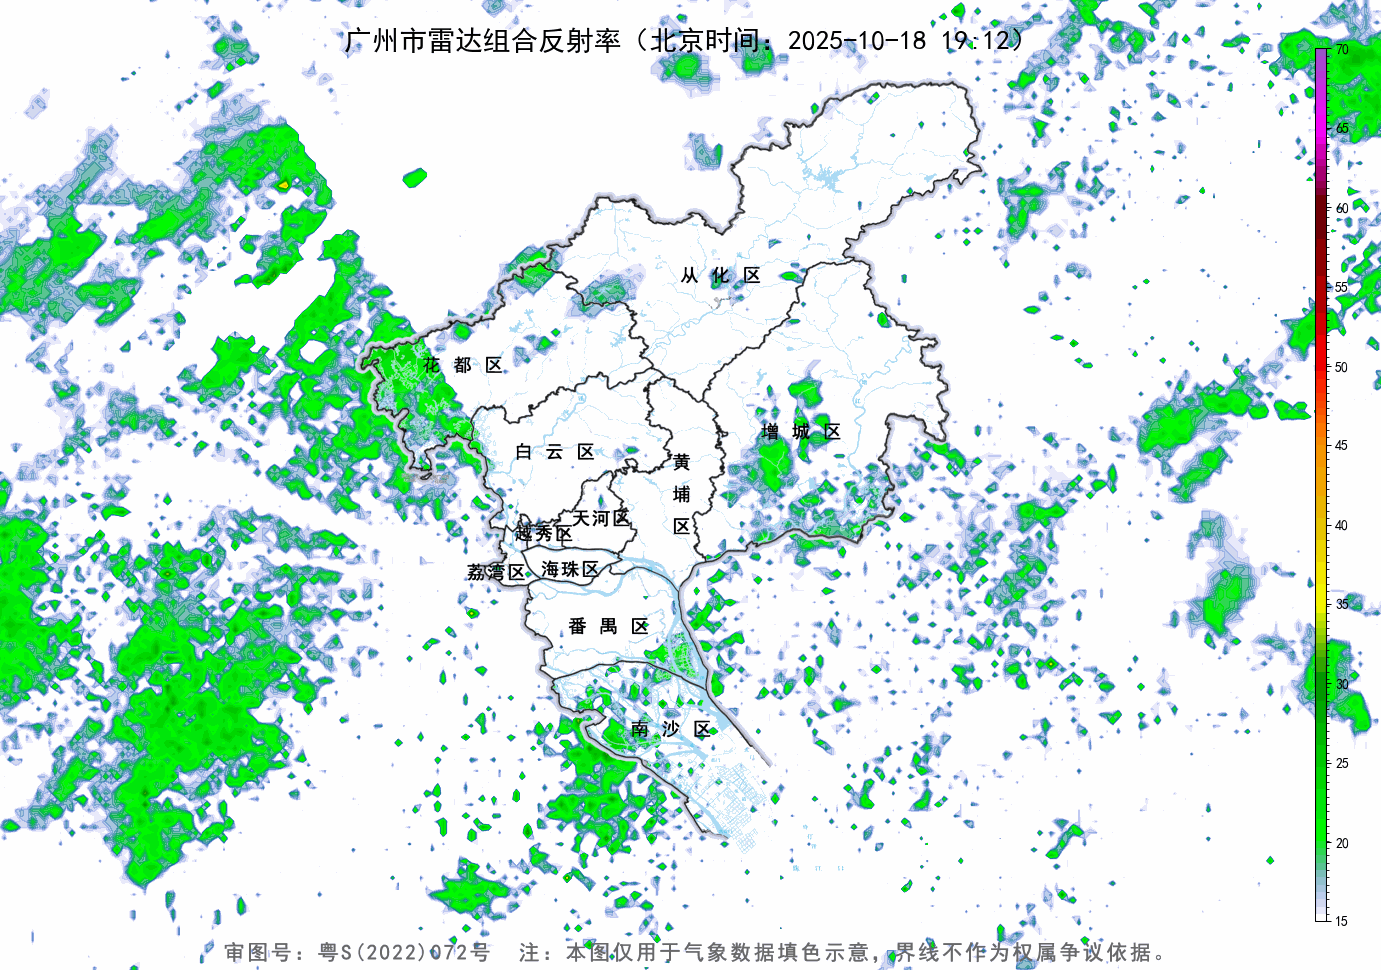 广州市雷达组合反射率（北京时间：2025-10-18 19:12）
70
65
60
55
50
45
40
35
30
25
20
15
从化区
花都区
增城区
白云区
黄埔区
天河区
越秀区
荔湾区
海珠区
番禺区
南沙区
审图号：粤S(2022)072号 注：本图仅用于气象数据填色示意，界线不作为权属争议依据。